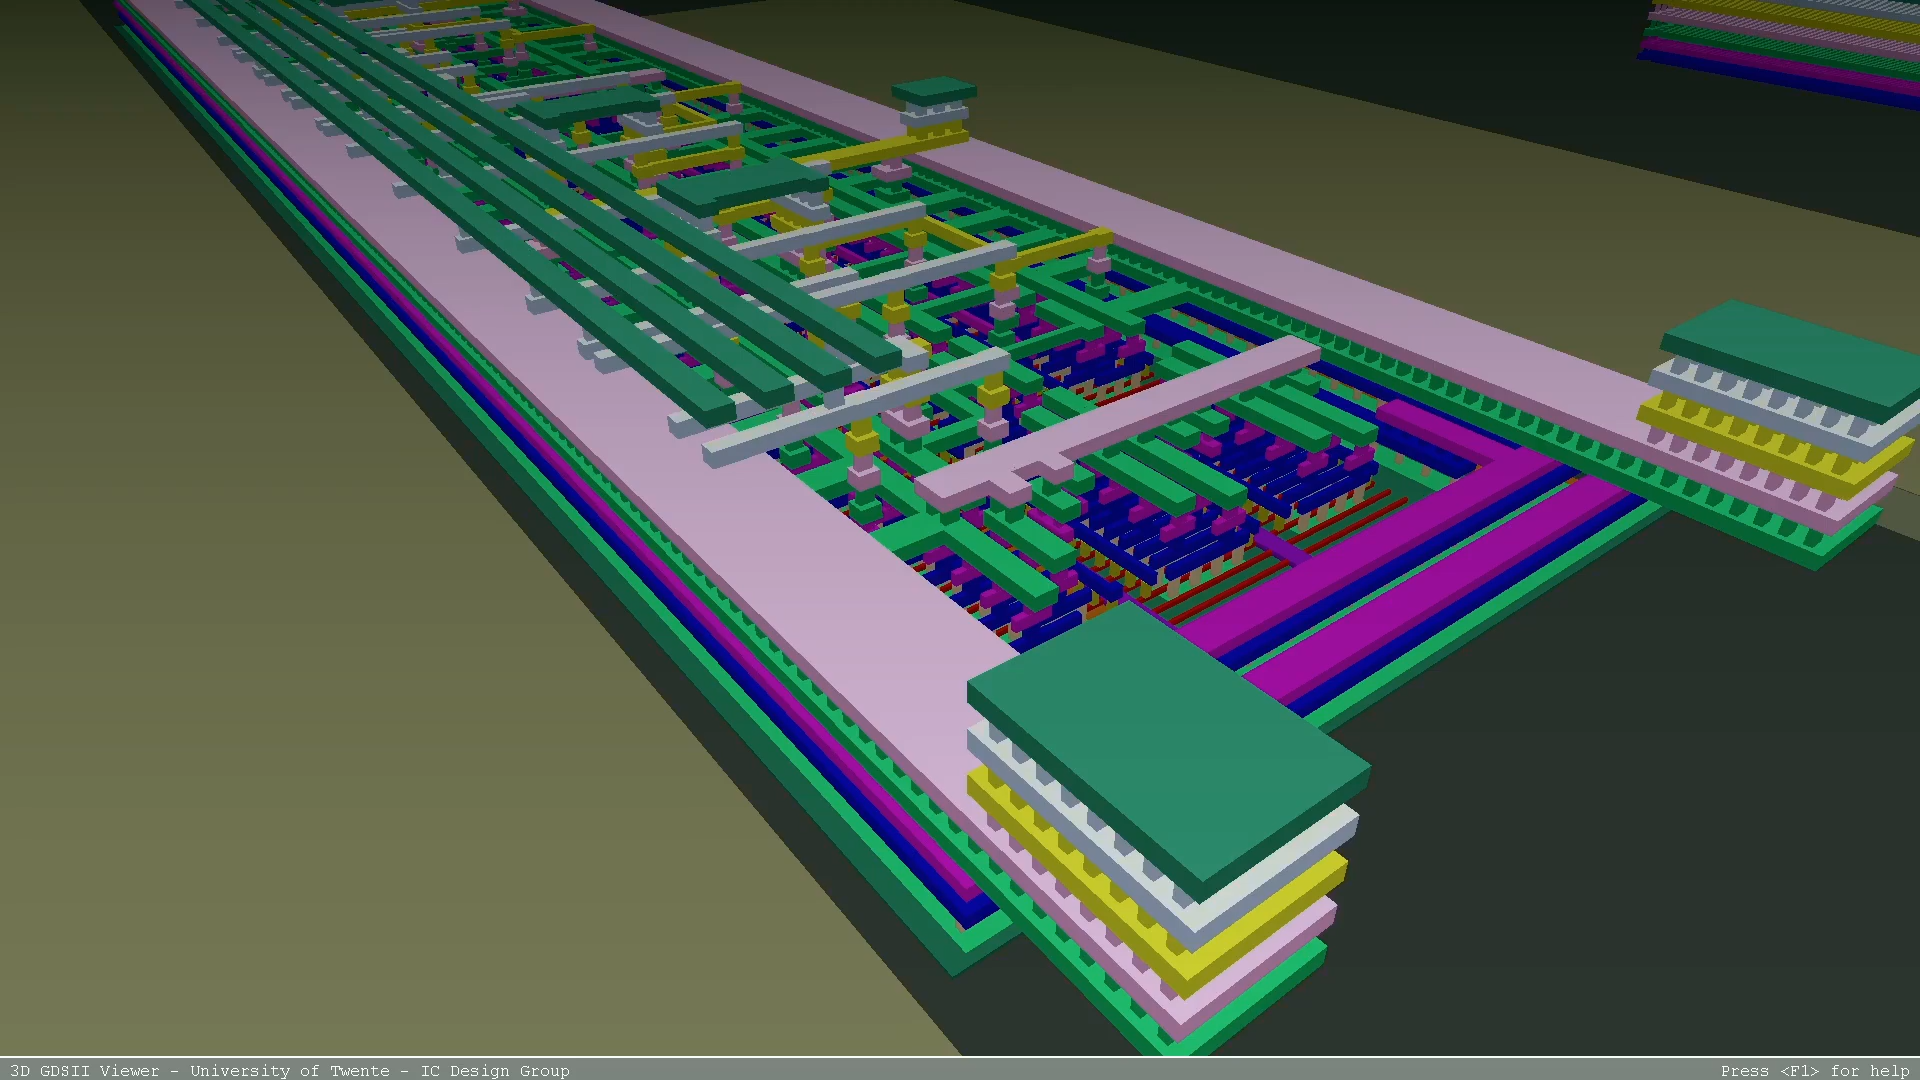 3D GDSII Viewer - University of Twente - IC Design Group
Press <F1> for help